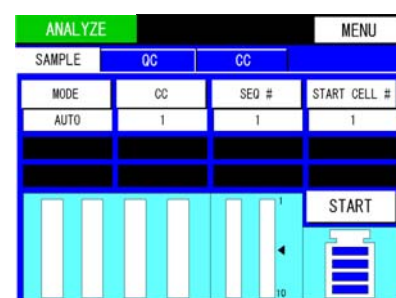 ANALYZE MENU
SAMPLE QC CC
MODE CC SEQ # START CELL #
AUTO 1 1 1
1 START
10